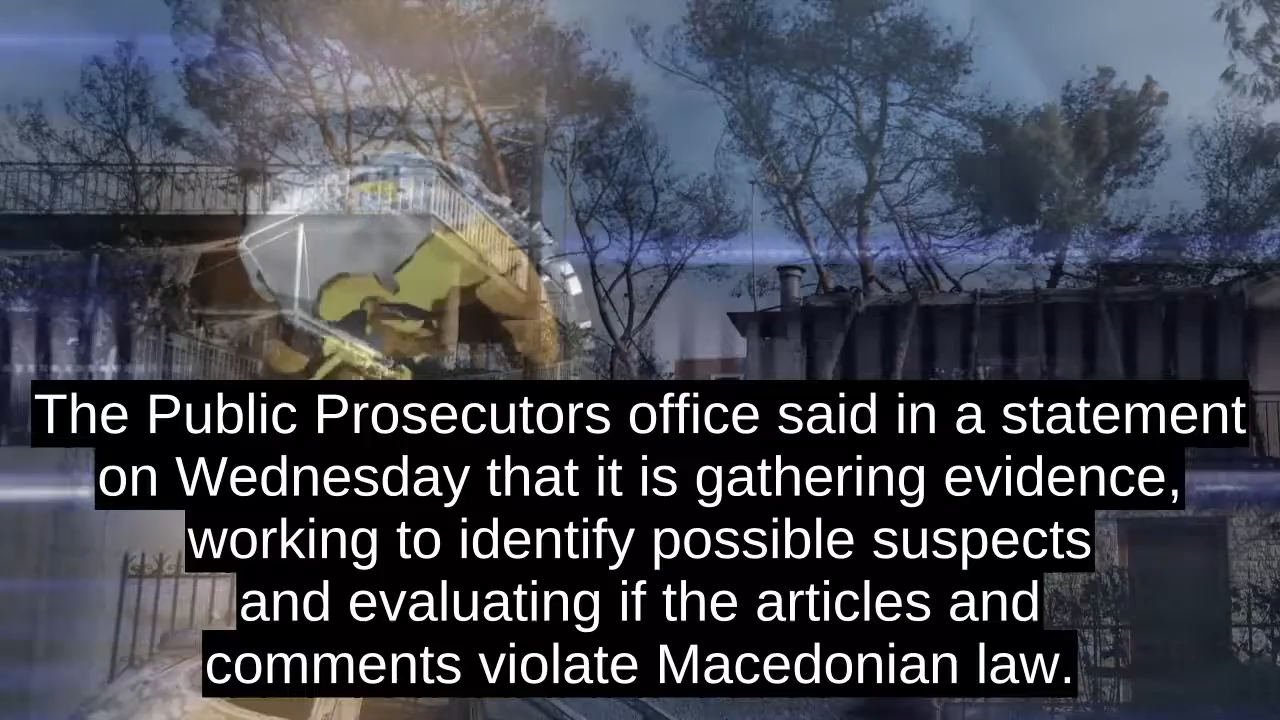 The Public Prosecutors office said in a statement
on Wednesday that it is gathering evidence,
working to identify possible suspects
and evaluating if the articles and
comments violate Macedonian law.